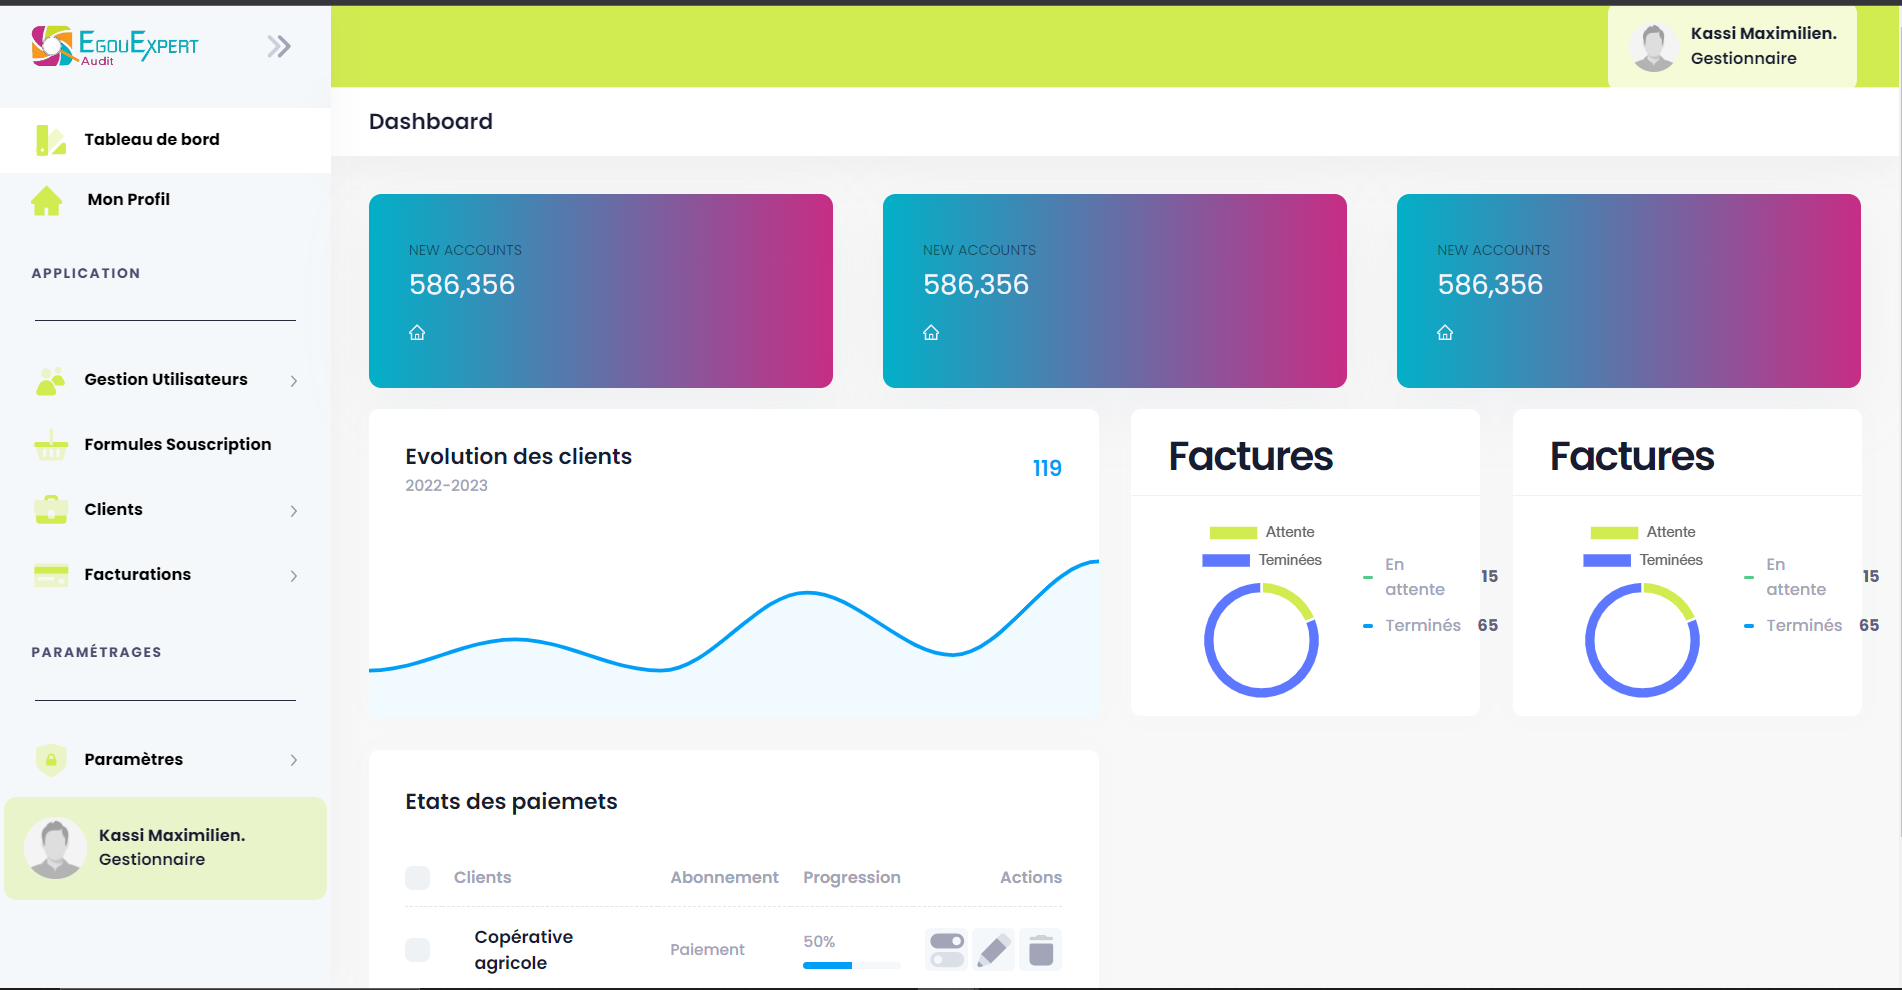 EGOUEXPERT
Audit
Kassi Maximilien.
Gestionnaire
Tableau de bord
Mon Profil
APPLICATION
Gestion Utilisateurs
Formules Souscription
Clients
Facturations
PARAMÉTRAGES
Paramètres
Kassi Maximilien.
Gestionnaire
Dashboard
NEW ACCOUNTS
586,356
NEW ACCOUNTS
586,356
NEW ACCOUNTS
586,356
Evolution des clients
2022-2023
119
Factures
Attente
Teminées
En
attente
15
Terminés 65
Factures
Attente
Teminées
En
attente
15
Terminés 65
Etats des paiemets
Clients Abonnement Progression Actions
Copérative
agricole
Paiement
50%